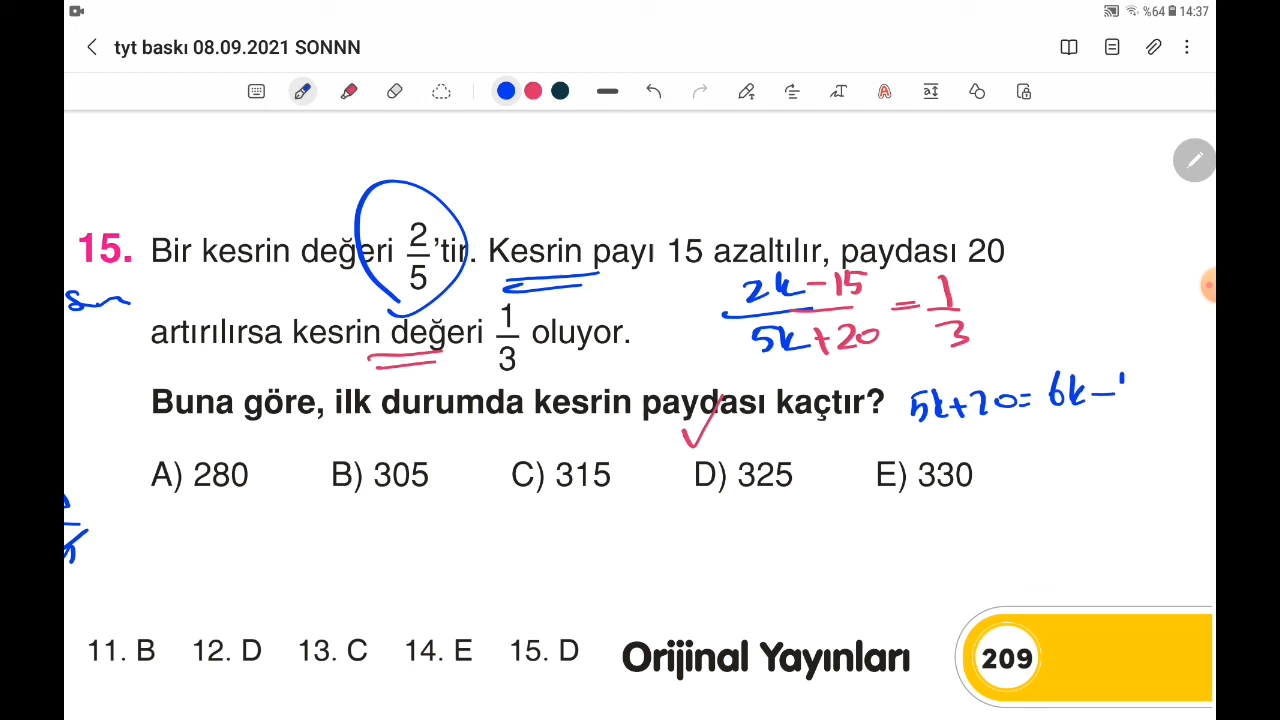 %64 14:37
tyt baskı 08.09.2021 SONNN
15. Bir kesrin değeri 2/5'tir. Kesrin payı 15 azaltılır, paydası 20
artırılırsa kesrin değeri 1/3 oluyor.
2k-15/5k+20 = 1/3
Buna göre, ilk durumda kesrin paydası kaçtır?
5k+20= 6k-
A) 280 B) 305 C) 315 D) 325 E) 330
11. B 12. D 13. C 14. E 15. D
Orijinal Yayınları
209